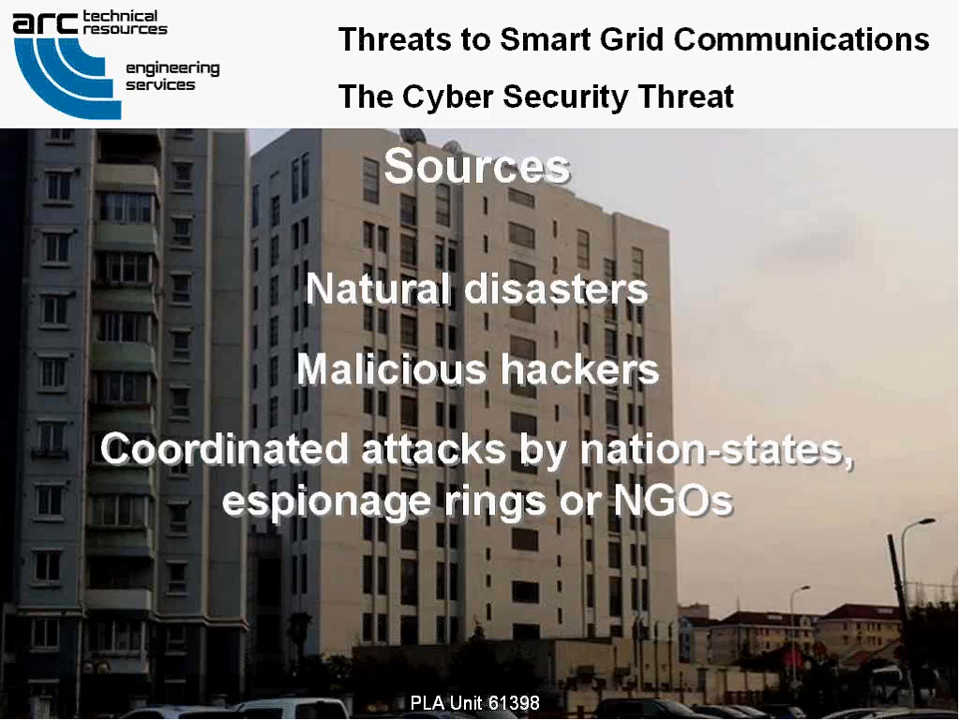 arc technical
resources
engineering
services
Threats to Smart Grid Communications
The Cyber Security Threat
Sources
Natural disasters
Malicious hackers
Coordinated attacks by nation-states,
espionage rings or NGOs
PLA Unit 61398